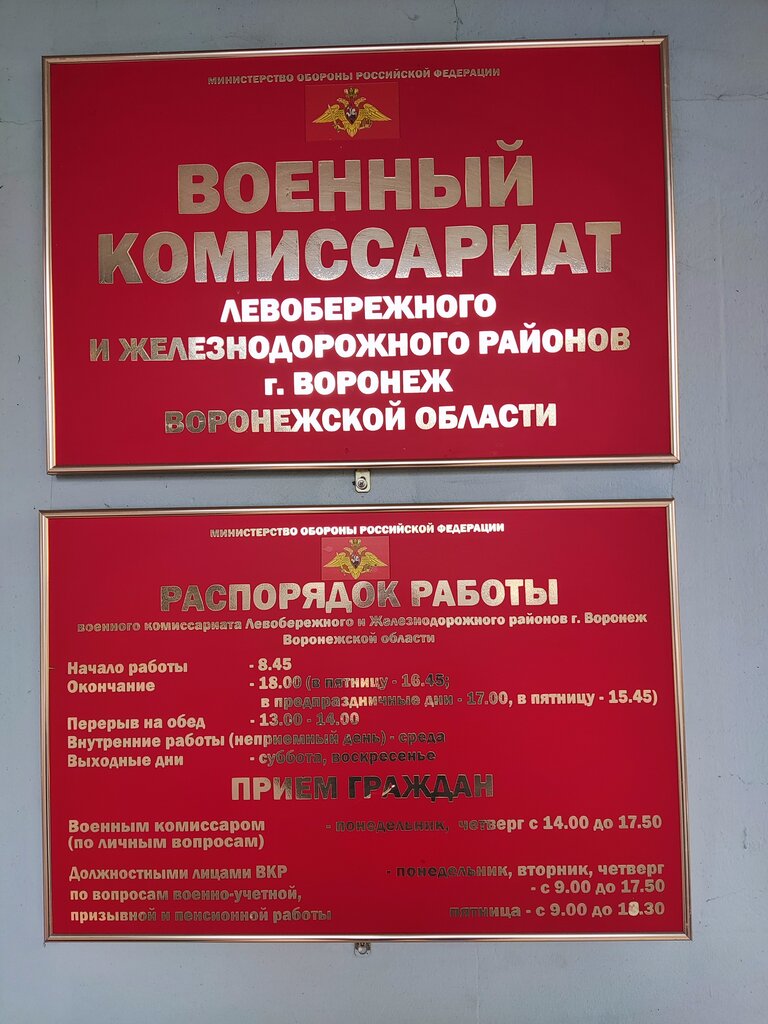 МИНИСТЕРСТВО ОБОРОНЫ РОССИЙСКОЙ ФЕДЕРАЦИИ
ВОЕННЫЙ
КОМИССАРИАТ
ЛЕВОБЕРЕЖНОГО
И ЖЕЛЕЗНОДОРОЖНОГО РАЙОНОВ
г. ВОРОНЕЖ
ВОРОНЕЖСКОЙ ОБЛАСТИ
МИНИСТЕРСТВО ОБОРОНЫ РОССИЙСКОЙ ФЕДЕРАЦИИ
РАСПОРЯДОК РАБОТЫ
военного комиссариата Левобережного и Железнодорожного районов г. Воронеж
Воронежской области
Начало работы - 8.45
Окончание - 18.00 (в пятницу - 16.45;
в предпраздничные дни - 17.00, в пятницу - 15.45)
Перерыв на обед - 13.00 - 14.00
Внутренние работы (неприемный день) - среда
Выходные дни - суббота, воскресенье
ПРИЕМ ГРАЖДАН
Военным комиссаром - понедельник, четверг с 14.00 до 17.50
(по личным вопросам)
Должностными лицами ВКР - понедельник, вторник, четверг
по вопросам военно-учетной, - с 9.00 до 17.50
призывной и пенсионной работы пятница - с 9.00 до